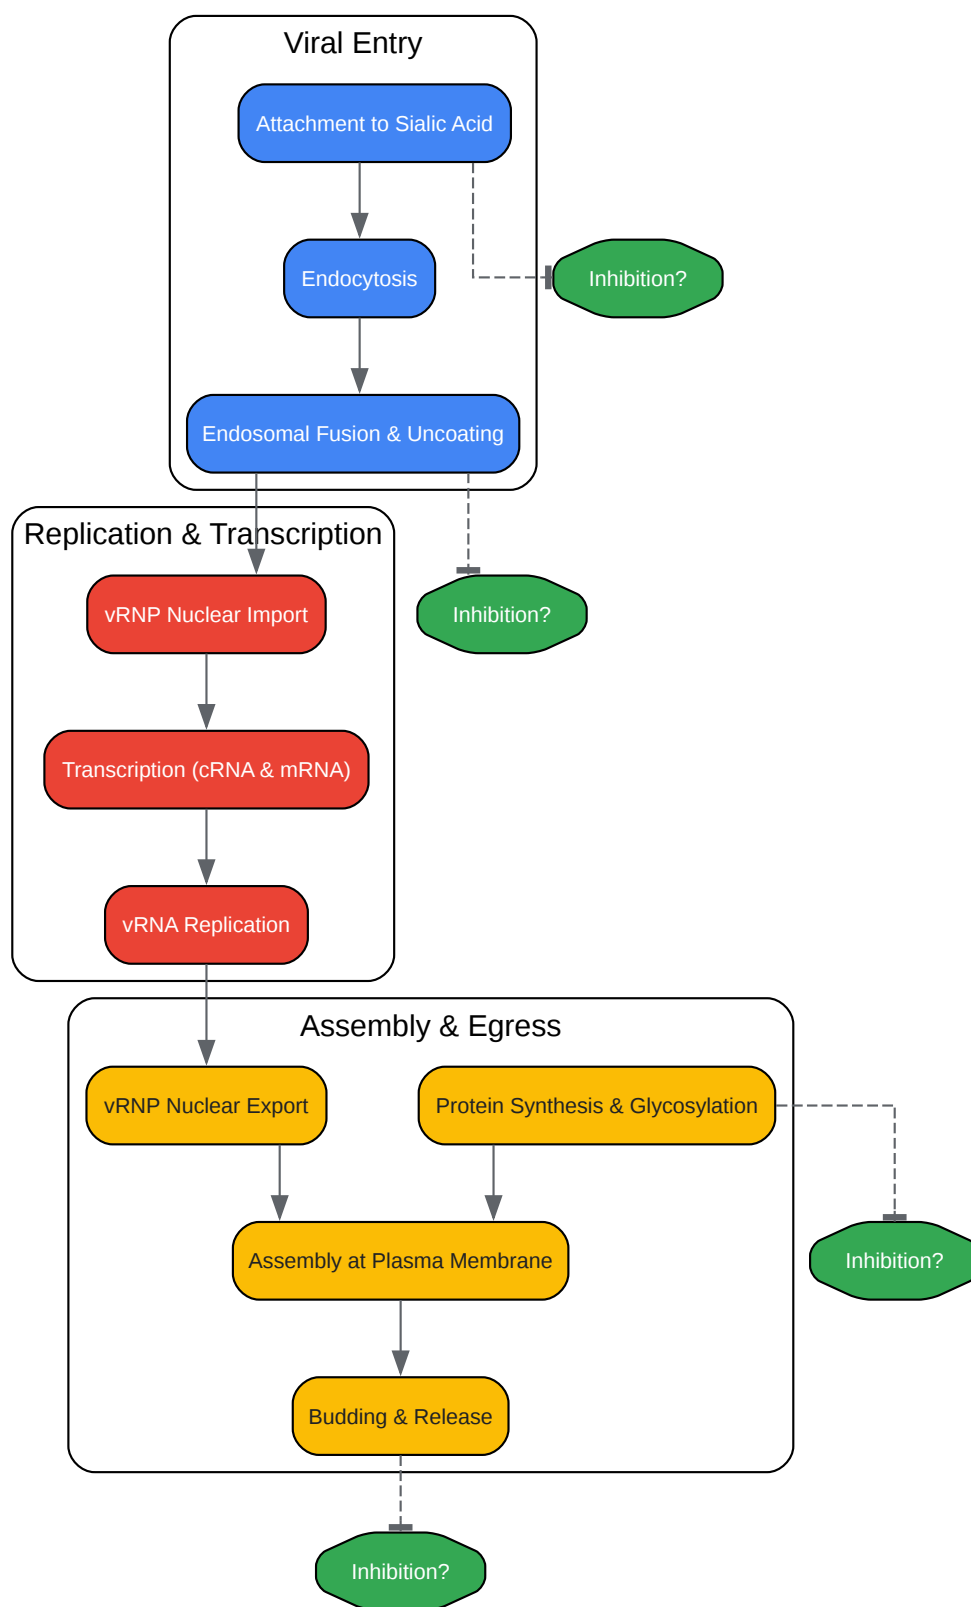 Viral Entry
Attachment to Sialic Acid
Endocytosis
Inhibition?
Endosomal Fusion & Uncoating
Replication & Transcription
vRNP Nuclear Import
Inhibition?
Transcription (cRNA & mRNA)
vRNA Replication
Assembly & Egress
vRNP Nuclear Export
Protein Synthesis & Glycosylation
Assembly at Plasma Membrane
Inhibition?
Budding & Release
Inhibition?